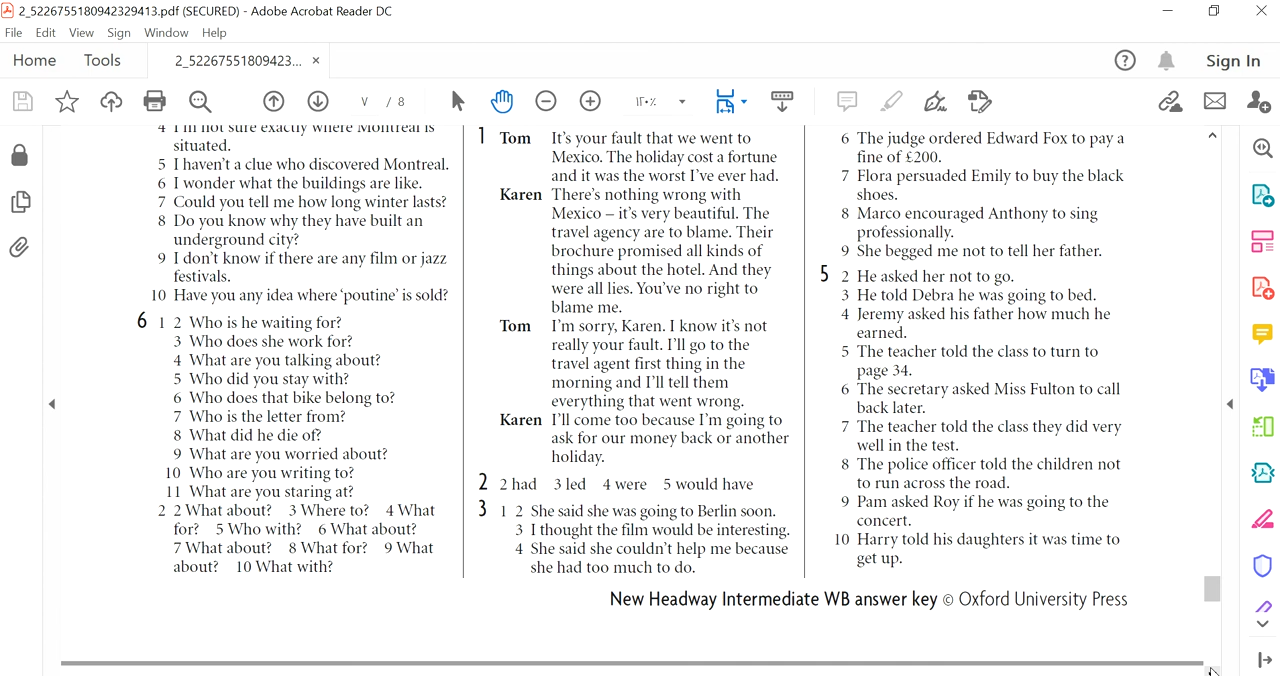 2_5226755180942329413.pdf (SECURED) - Adobe Acrobat Reader DC
File Edit View Sign Window Help
Home Tools 2_52267551809423... ×
٧ / 8 ١٢٠٪ Sign In
4 I'm not sure exactly where Montreal is
situated.
5 I haven't a clue who discovered Montreal.
6 I wonder what the buildings are like.
7 Could you tell me how long winter lasts?
8 Do you know why they have built an
underground city?
9 I don't know if there are any film or jazz
festivals.
10 Have you any idea where 'poutine' is sold?
6 1 2 Who is he waiting for?
3 Who does she work for?
4 What are you talking about?
5 Who did you stay with?
6 Who does that bike belong to?
7 Who is the letter from?
8 What did he die of?
9 What are you worried about?
10 Who are you writing to?
11 What are you staring at?
2 2 What about? 3 Where to? 4 What
for? 5 Who with? 6 What about?
7 What about? 8 What for? 9 What
about? 10 What with?
1 Tom It's your fault that we went to
Mexico. The holiday cost a fortune
and it was the worst I've ever had.
Karen There's nothing wrong with
Mexico – it's very beautiful. The
travel agency are to blame. Their
brochure promised all kinds of
things about the hotel. And they
were all lies. You've no right to
blame me.
Tom I'm sorry, Karen. I know it's not
really your fault. I'll go to the
travel agent first thing in the
morning and I'll tell them
everything that went wrong.
Karen I'll come too because I'm going to
ask for our money back or another
holiday.
2 2 had 3 led 4 were 5 would have
3 1 2 She said she was going to Berlin soon.
3 I thought the film would be interesting.
4 She said she couldn't help me because
she had too much to do.
6 The judge ordered Edward Fox to pay a
fine of £200.
7 Flora persuaded Emily to buy the black
shoes.
8 Marco encouraged Anthony to sing
professionally.
9 She begged me not to tell her father.
5 2 He asked her not to go.
3 He told Debra he was going to bed.
4 Jeremy asked his father how much he
earned.
5 The teacher told the class to turn to
page 34.
6 The secretary asked Miss Fulton to call
back later.
7 The teacher told the class they did very
well in the test.
8 The police officer told the children not
to run across the road.
9 Pam asked Roy if he was going to the
concert.
10 Harry told his daughters it was time to
get up.
New Headway Intermediate WB answer key © Oxford University Press